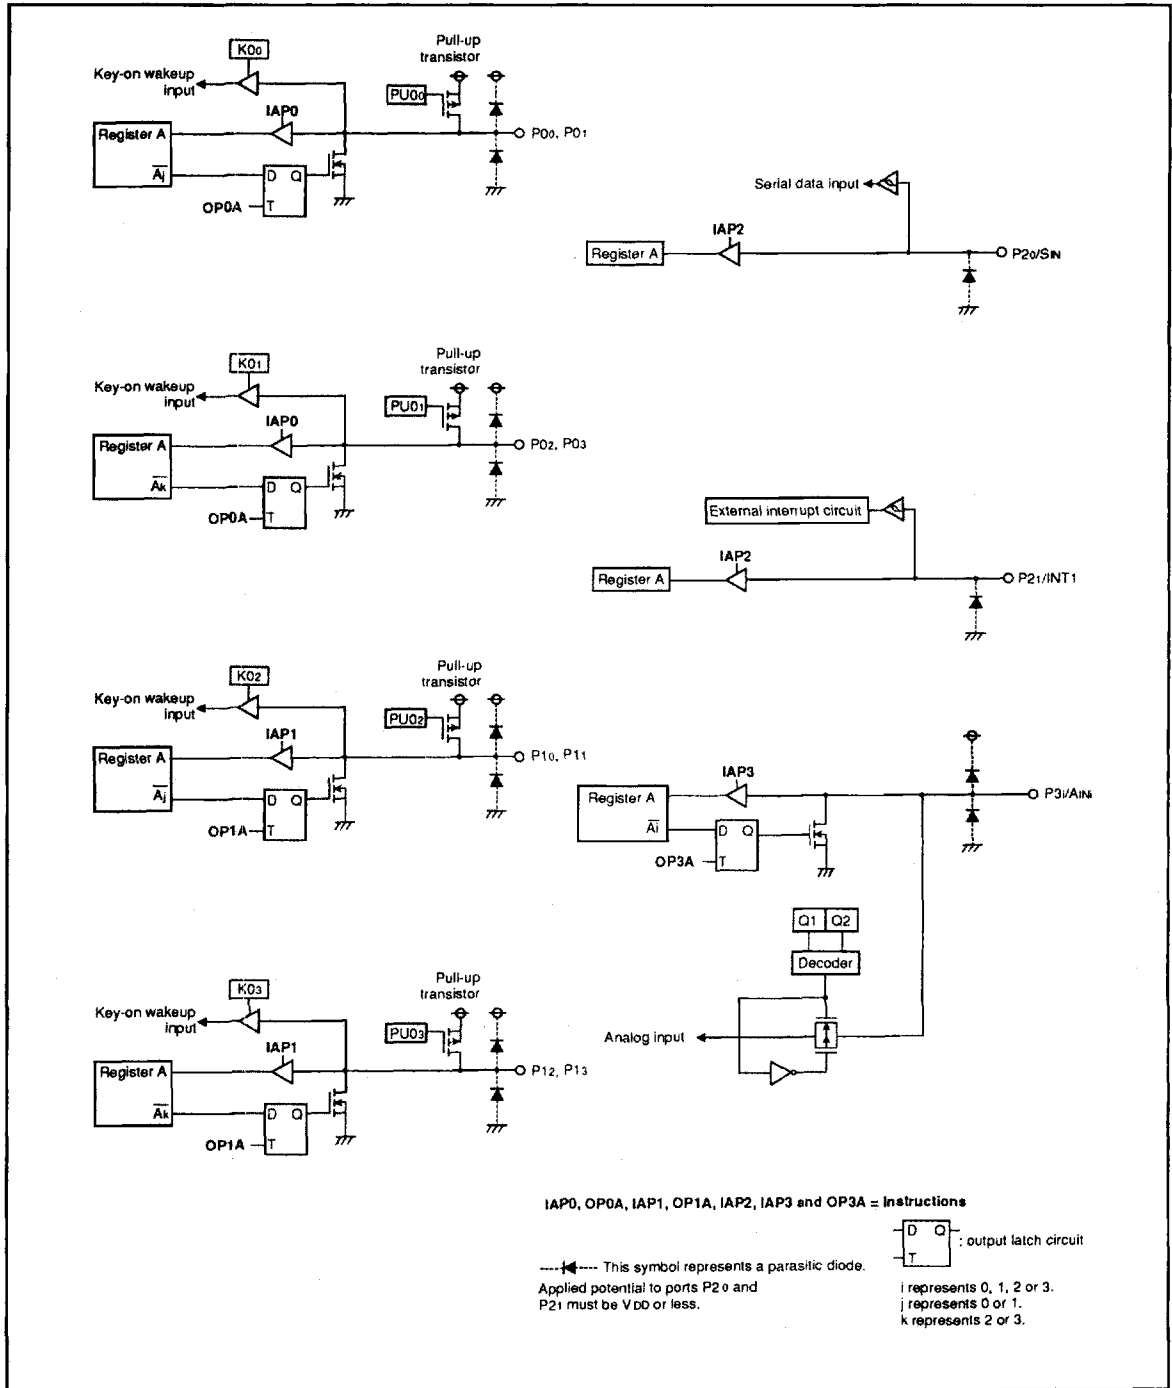 Pull-up
transistor
K00
Key-on wakeup
input
PU00
IAP0
Register A
P00, P01
Aj
D Q
T
OP0A
Pull-up
transistor
K01
Key-on wakeup
input
PU01
IAP0
Register A
P02, P03
Ak
D Q
T
OP0A
Pull-up
transistor
K02
Key-on wakeup
input
PU02
IAP1
Register A
P10, P11
Aj
D Q
T
OP1A
Pull-up
transistor
K03
Key-on wakeup
input
PU03
IAP1
Register A
P12, P13
Ak
D Q
T
OP1A
Serial data input
IAP2
Register A
P20/SIN
External interrupt circuit
IAP2
Register A
P21/INT1
IAP3
Register A
P3i/AINi
Ai
D Q
T
OP3A
Q1 Q2
Decoder
Analog input
IAP0, OP0A, IAP1, OP1A, IAP2, IAP3 and OP3A = Instructions
D Q
T
: output latch circuit
This symbol represents a parasitic diode.
Applied potential to ports P20 and
P21 must be VDD or less.
i represents 0, 1, 2 or 3.
j represents 0 or 1.
k represents 2 or 3.